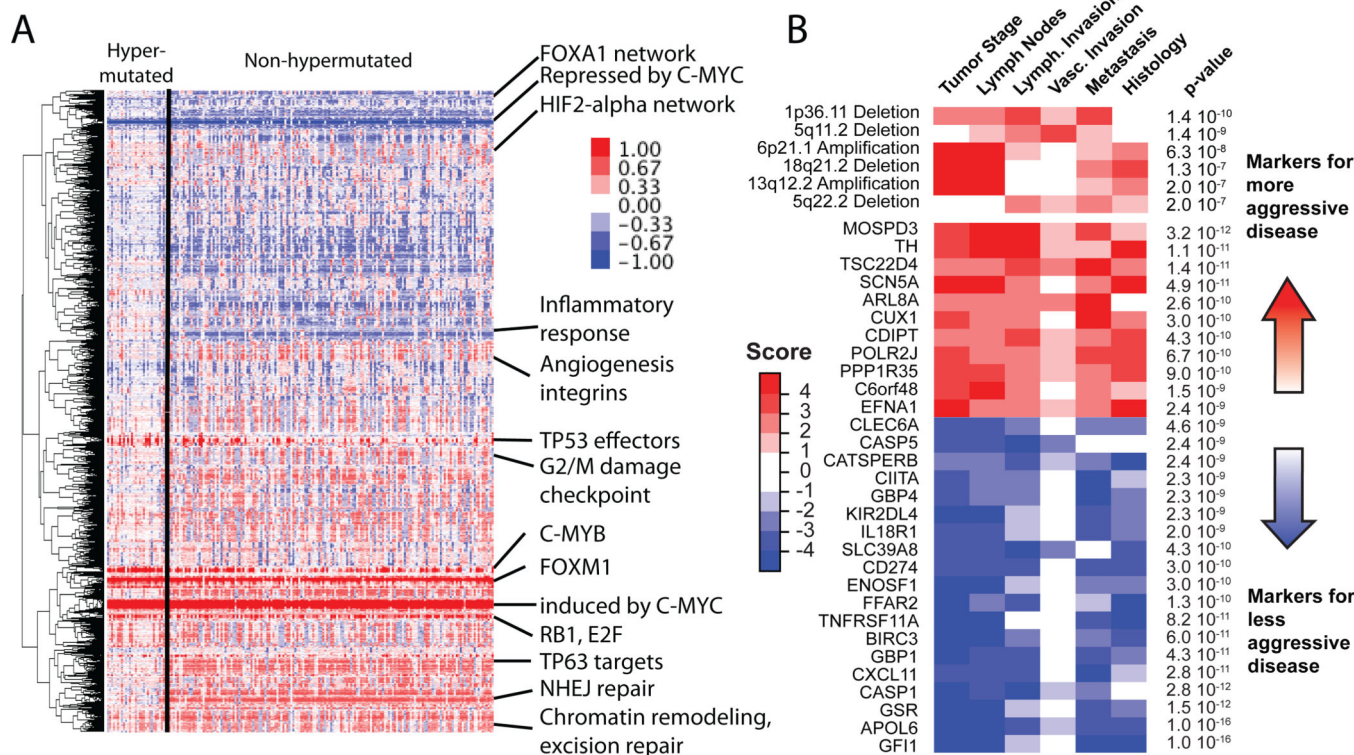 A
Hyper-
mutated
Non-hypermutated
FOXA1 network
Repressed by C-MYC
HIF2-alpha network
1.00
0.67
0.33
0.00
-0.33
-0.67
-1.00
Inflammatory
response
Angiogenesis
integrins
TP53 effectors
G2/M damage
checkpoint
C-MYB
FOXM1
induced by C-MYC
RB1, E2F
TP63 targets
NHEJ repair
Chromatin remodeling,
excision repair
B
Tumor Stage
Lymph Nodes
Lymph. Invasion
Vasc. Invasion
Metastasis
Histology
p-value
1p36.11 Deletion 1.4 10-10
5q11.2 Deletion 1.4 10-9
6p21.1 Amplification 6.3 10-8
18q21.2 Deletion 1.3 10-7
13q12.2 Amplification 2.0 10-7
5q22.2 Deletion 2.0 10-7
MOSPD3 3.2 10-12
TH 1.1 10-11
TSC22D4 1.4 10-11
SCN5A 4.9 10-11
ARL8A 2.6 10-10
CUX1 3.0 10-10
CDIPT 4.3 10-10
POLR2J 6.7 10-10
PPP1R35 9.0 10-10
C6orf48 1.5 10-9
EFNA1 2.4 10-9
CLEC6A 4.6 10-9
CASP5 2.4 10-9
CATSPERB 2.4 10-9
CIITA 2.3 10-9
GBP4 2.3 10-9
KIR2DL4 2.3 10-9
IL18R1 2.0 10-9
SLC39A8 4.3 10-10
CD274 3.0 10-10
ENOSF1 3.0 10-10
FFAR2 1.3 10-10
TNFRSF11A 8.2 10-11
BIRC3 6.0 10-11
GBP1 4.3 10-11
CXCL11 2.8 10-11
CASP1 2.8 10-12
GSR 1.5 10-12
APOL6 1.0 10-16
GFI1 1.0 10-16
Score
4
3
2
1
0
-1
-3
-4
Markers for
more
aggressive
disease
Markers for
less
aggressive
disease